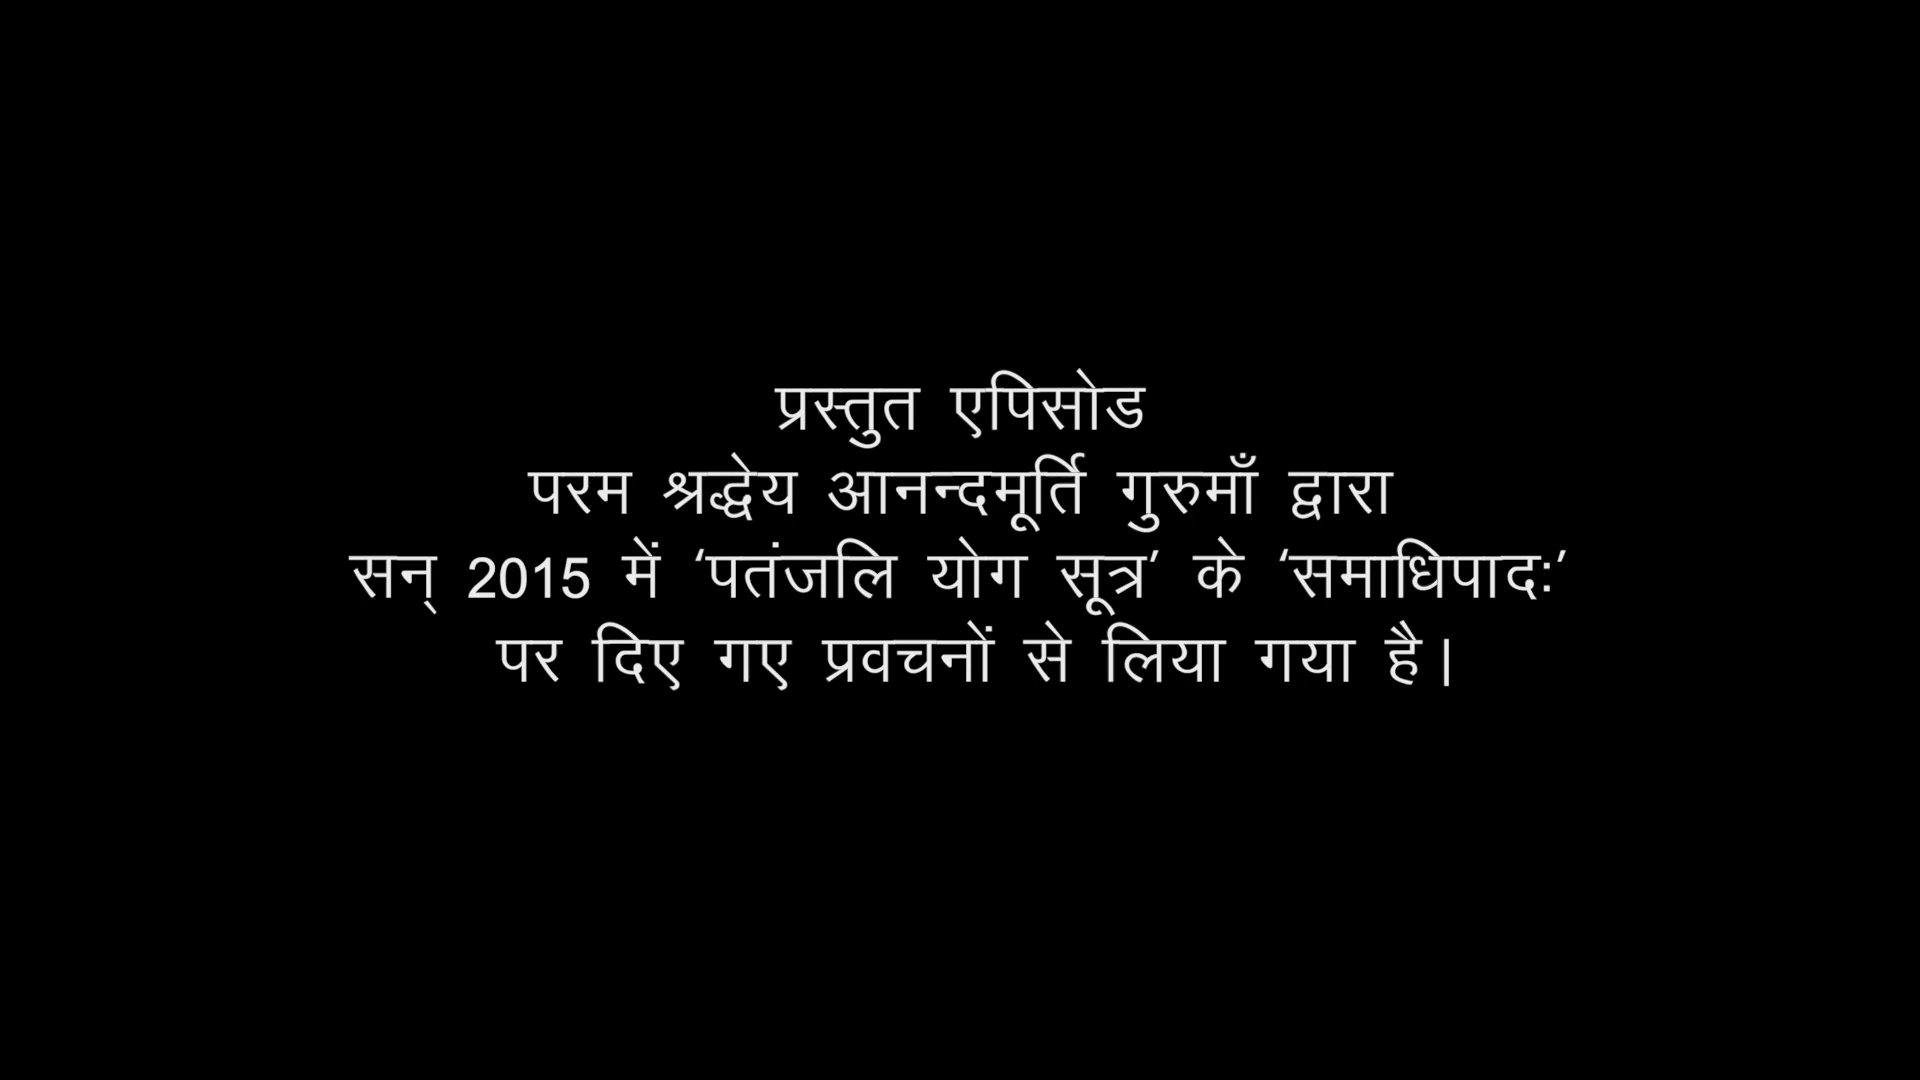 प्रस्तुत एपिसोड
परम श्रद्धेय आनन्दमूर्ति गुरुमाँ द्वारा
सन् 2015 में ‘पतंजलि योग सूत्र’ के ‘समाधिपादः’
पर दिए गए प्रवचनों से लिया गया है।